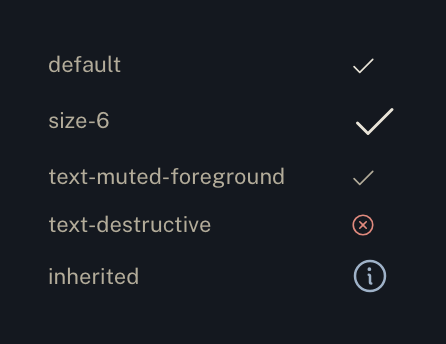 default
size-6
text-muted-foreground
text-destructive
inherited